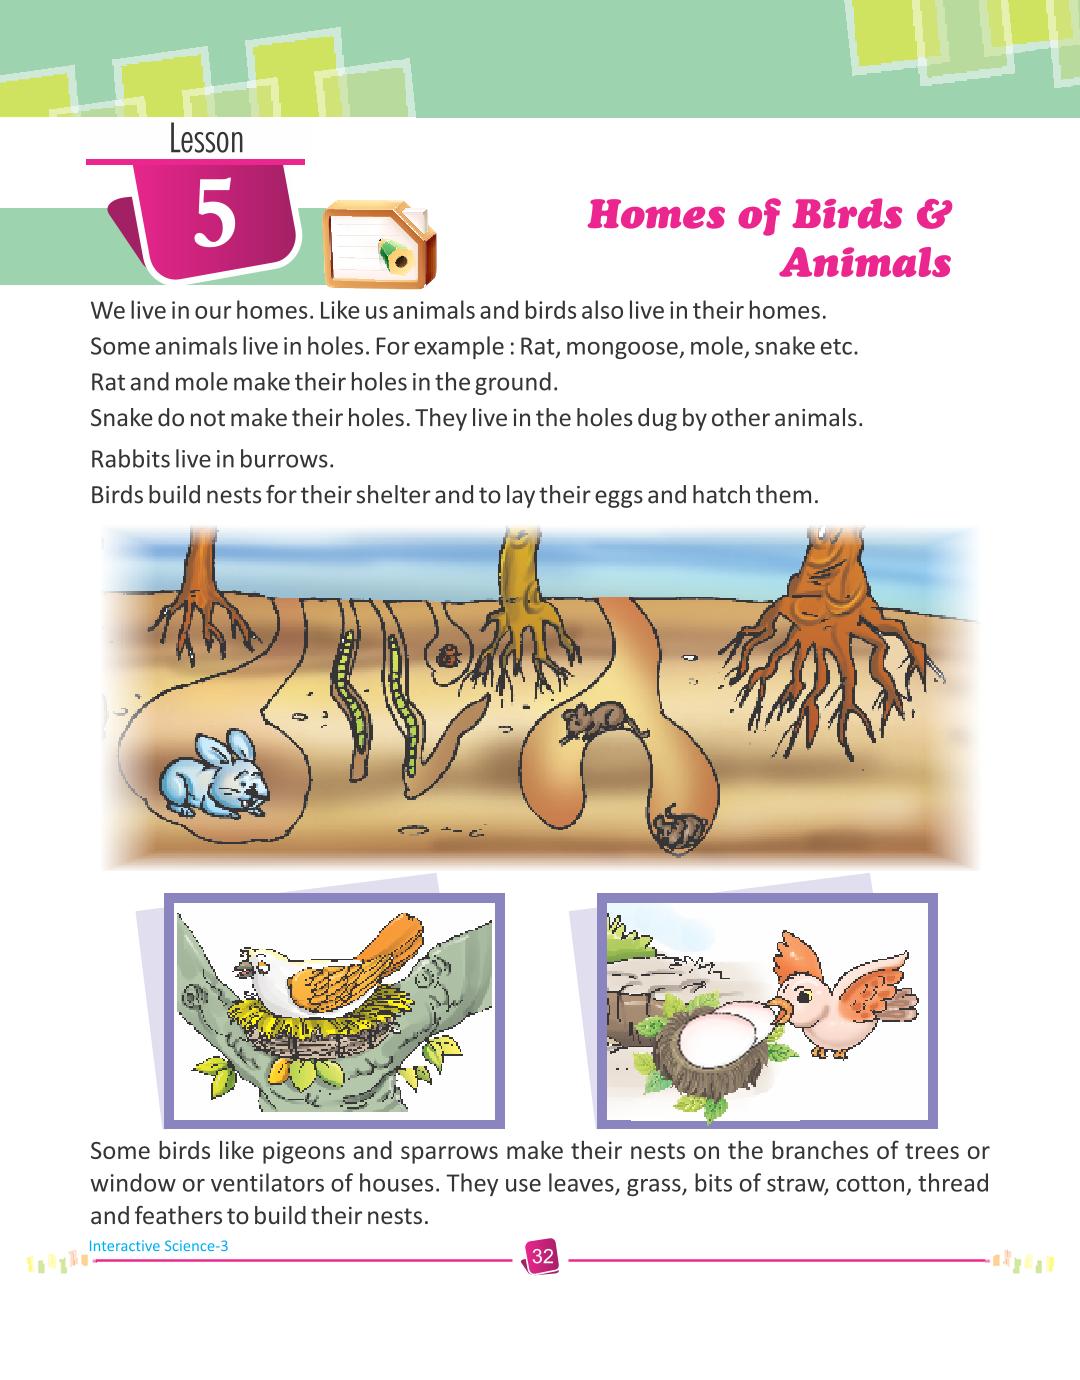 Lesson
5
Homes of Birds &
Animals
We live in our homes. Like us animals and birds also live in their homes.
Some animals live in holes. For example : Rat, mongoose, mole, snake etc.
Rat and mole make their holes in the ground.
Snake do not make their holes. They live in the holes dug by other animals.
Rabbits live in burrows.
Birds build nests for their shelter and to lay their eggs and hatch them.
Some birds like pigeons and sparrows make their nests on the branches of trees or
window or ventilators of houses. They use leaves, grass, bits of straw, cotton, thread
and feathers to build their nests.
Interactive Science-3
32